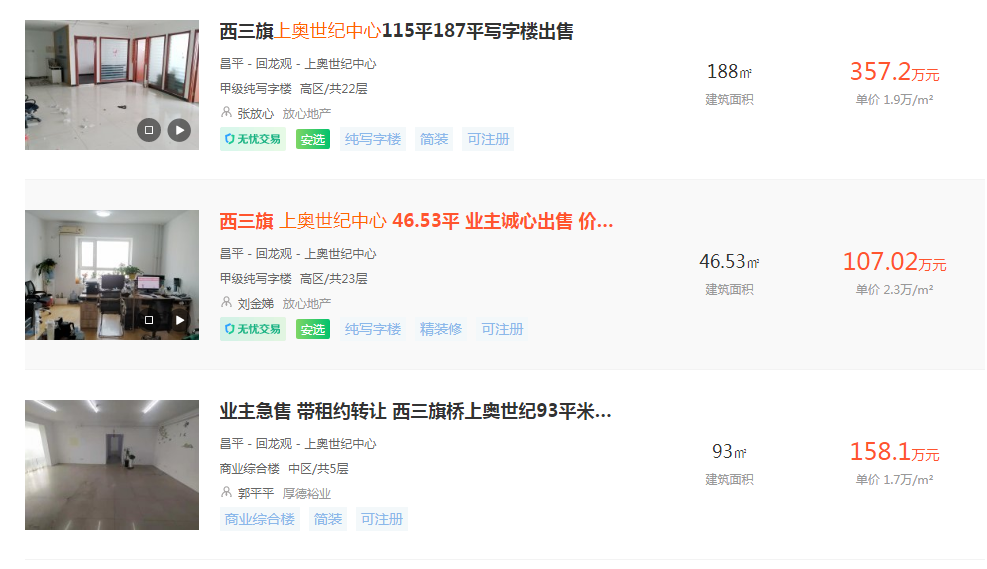 西三旗上奥世纪中心115平187平写字楼出售
昌平 - 回龙观 - 上奥世纪中心
甲级纯写字楼 高区/共22层
张放心 放心地产
无忧交易 安选 纯写字楼 简装 可注册
188㎡
建筑面积
357.2万元
单价 1.9万/m²
西三旗 上奥世纪中心 46.53平 业主诚心出售 价...
昌平 - 回龙观 - 上奥世纪中心
甲级纯写字楼 高区/共23层
刘金娣 放心地产
无忧交易 安选 纯写字楼 精装修 可注册
46.53㎡
建筑面积
107.02万元
单价 2.3万/m²
业主急售 带租约转让 西三旗桥上奥世纪93平米...
昌平 - 回龙观 - 上奥世纪中心
商业综合楼 中区/共5层
郭平平 厚德裕业
商业综合楼 简装 可注册
93㎡
建筑面积
158.1万元
单价 1.7万/m²